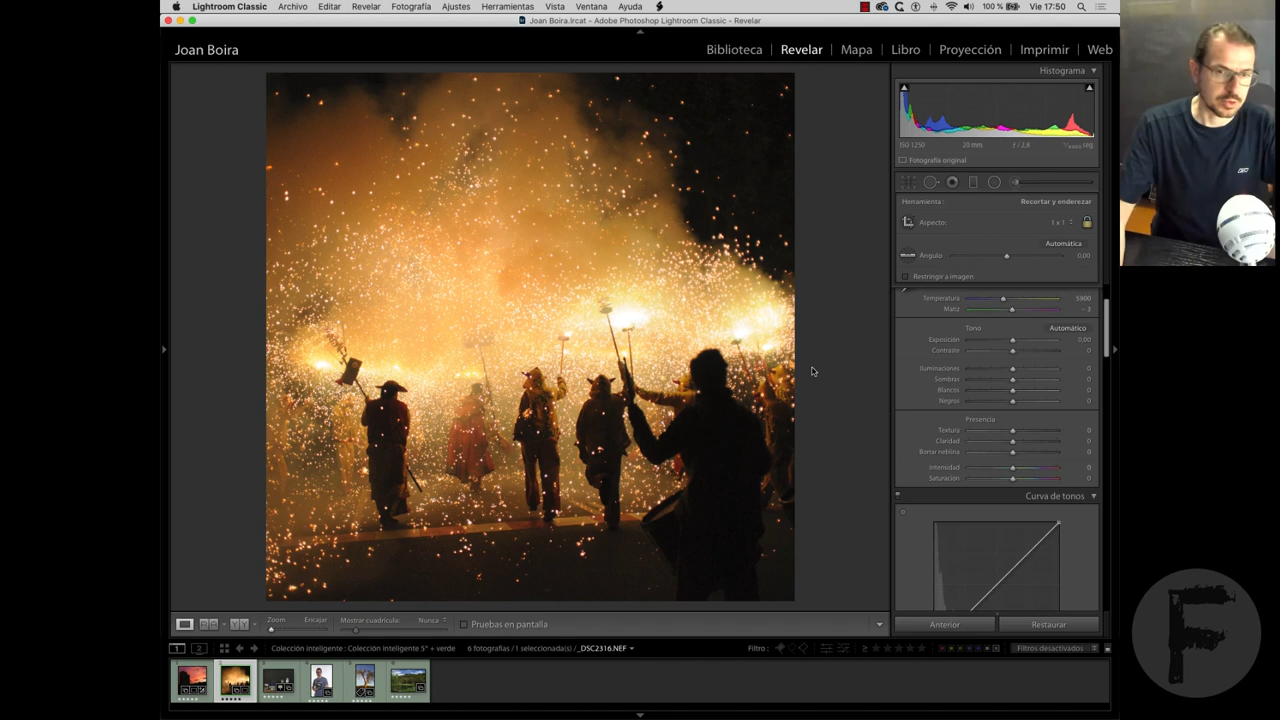 Lightroom Classic Archivo Editar Revelar Fotografía Ajustes Herramientas Vista Ventana Ayuda 100 % Vie 17:50
Joan Boira.lrcat - Adobe Photoshop Lightroom Classic - Revelar
Joan Boira Biblioteca | Revelar | Mapa | Libro | Proyección | Imprimir | Web
Histograma
ISO 1250 20 mm f / 2,8 seg
Fotografía original
Herramienta: Recortar y enderezar
Aspecto: 1 x 1
Automática
Ángulo 0,00
Restringir a imagen
Temperatura 5900
Matiz - 3
Tono Automático
Exposición 0,00
Contraste 0
Iluminaciones 0
Sombras 0
Blancos 0
Negros 0
Presencia
Textura 0
Claridad 0
Borrar neblina 0
Intensidad 0
Saturación 0
Curva de tonos
Zoom Encajar Mostrar cuadrícula: Nunca Pruebas en pantalla
Anterior Restaurar
1 2 Colección inteligente: Colección inteligente 5* + verde 6 fotografías / 1 seleccionada(s) / _DSC2316.NEF Filtro: Filtros desactivados
F